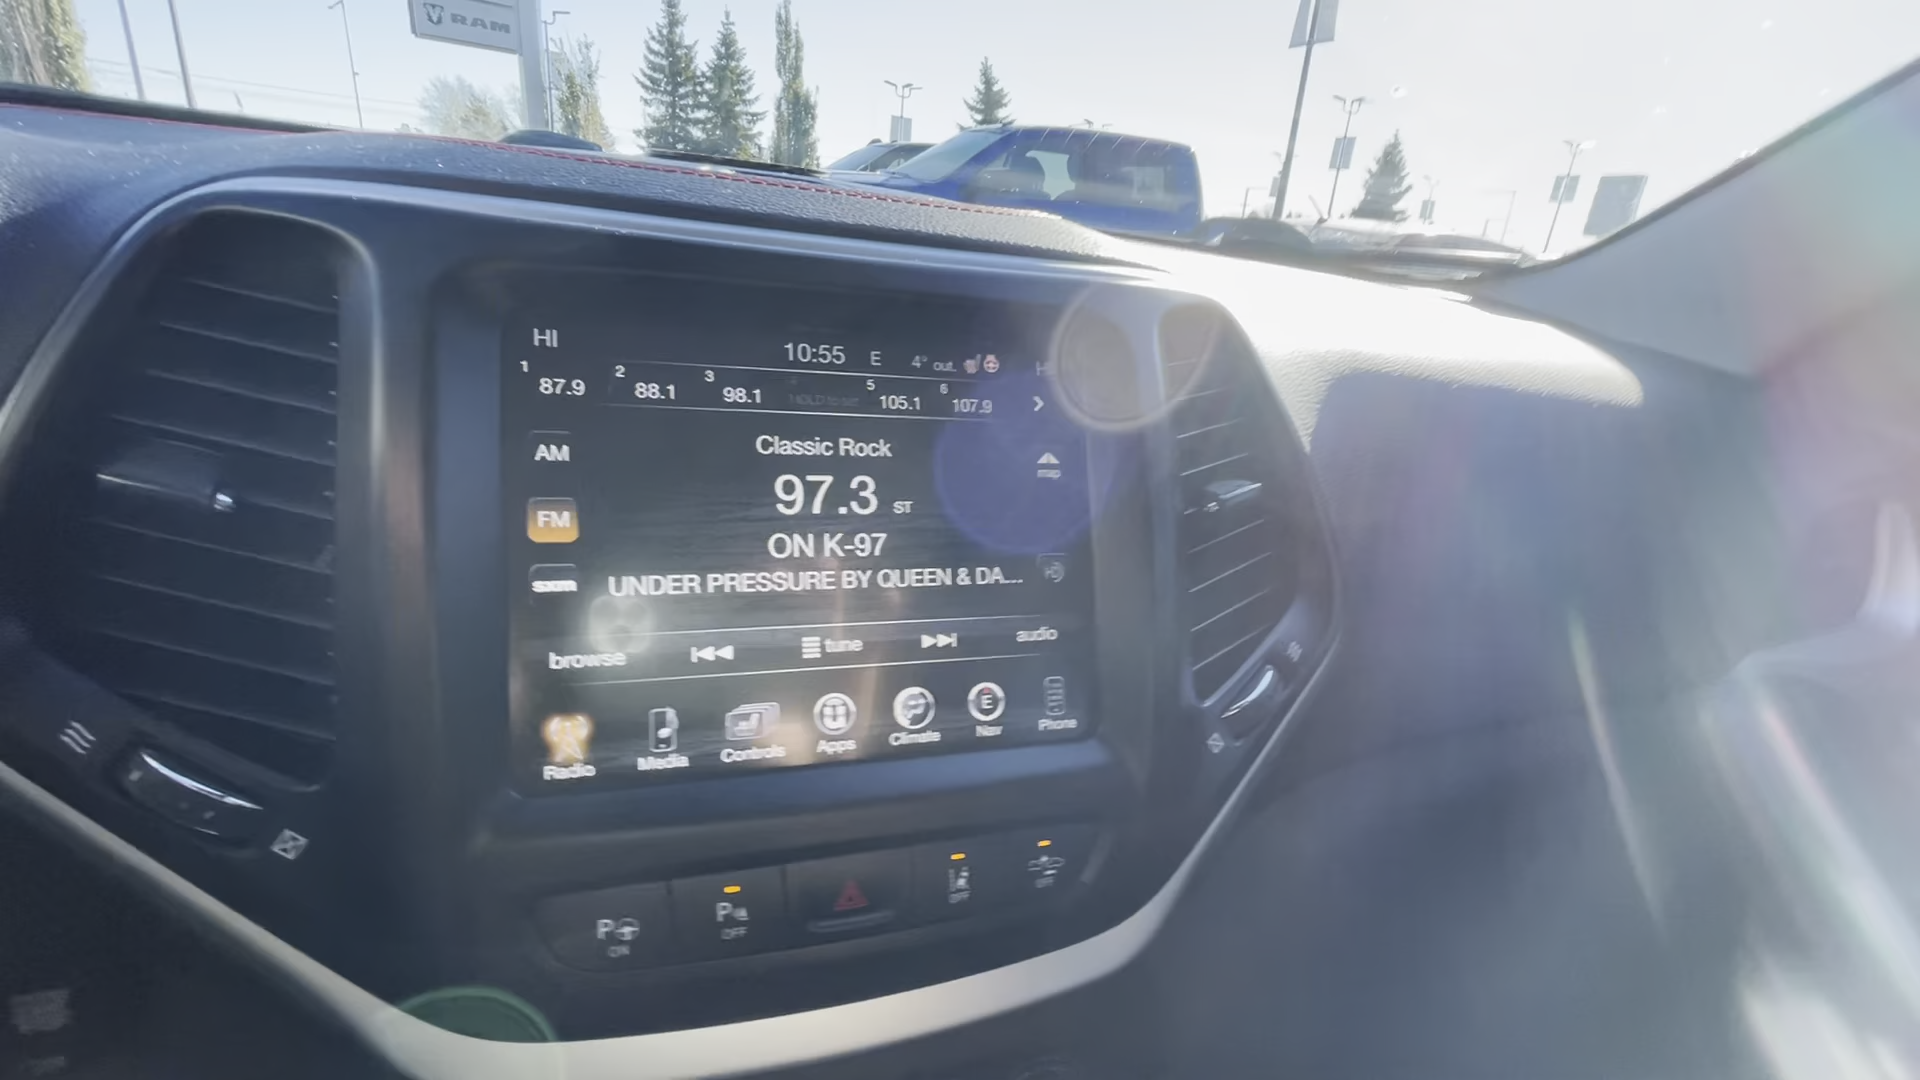 RAM
HI 10:55 E 4° out.
1 87.9 2 88.1 3 98.1 HOLD to set 5 105.1 6 107.9
AM
Classic Rock
map
97.3 ST
FM
ON K-97
sxm
UNDER PRESSURE BY QUEEN & DA...
browse tune audio
Radio Media Controls Apps Climate E Nav Phone
P ON
P OFF
OFF
OFF